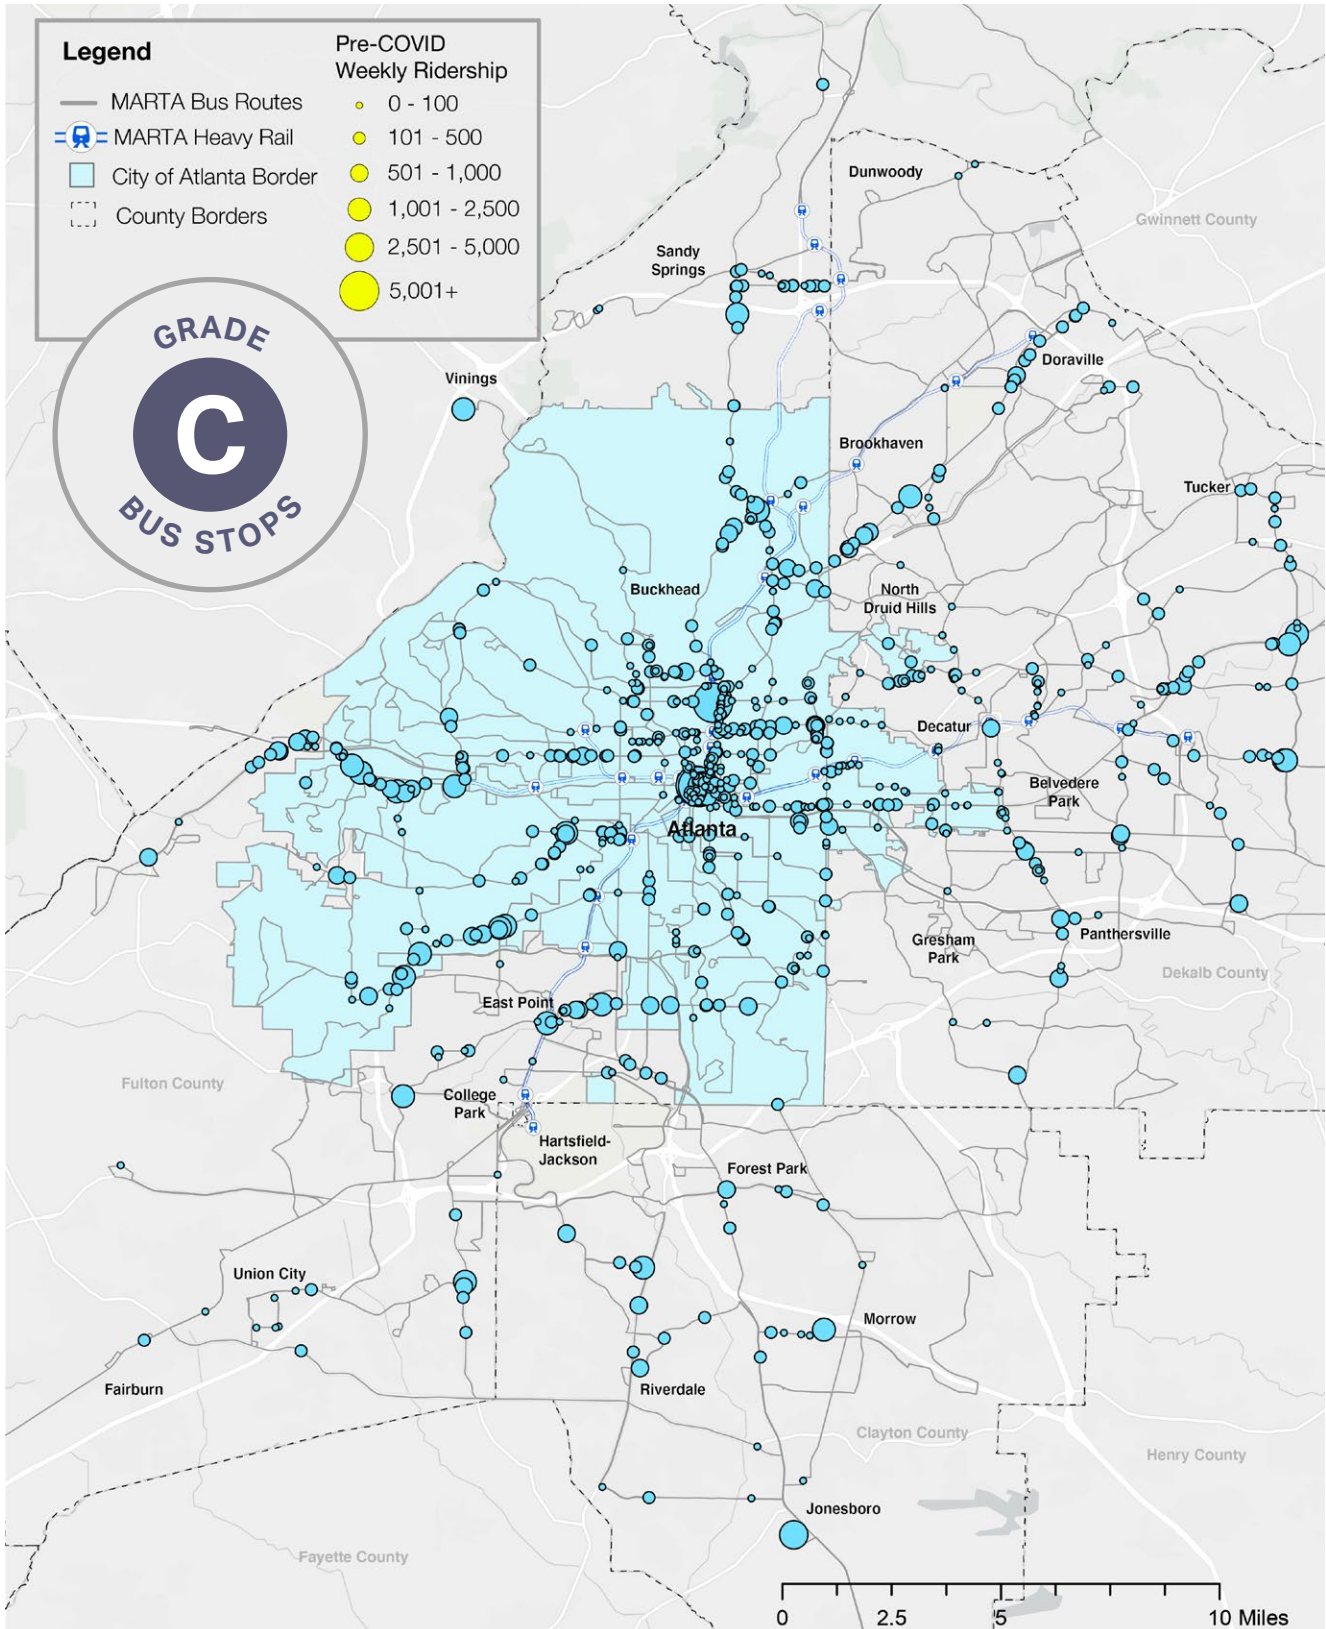 Legend
MARTA Bus Routes
MARTA Heavy Rail
City of Atlanta Border
County Borders
Pre-COVID
Weekly Ridership
0 - 100
101 - 500
501 - 1,000
1,001 - 2,500
2,501 - 5,000
5,001+
GRADE
C
BUS STOPS
Dunwoody
Gwinnett County
Sandy
Springs
Doraville
Vinings
Brookhaven
Tucker
Buckhead
North
Druid Hills
Decatur
Belvedere
Park
Atlanta
Gresham
Park
Panthersville
Dekalb County
East Point
Fulton County
College
Park
Hartsfield-
Jackson
Forest Park
Union City
Morrow
Fairburn
Riverdale
Clayton County
Henry County
Jonesboro
Fayette County
0 2.5 5 10 Miles